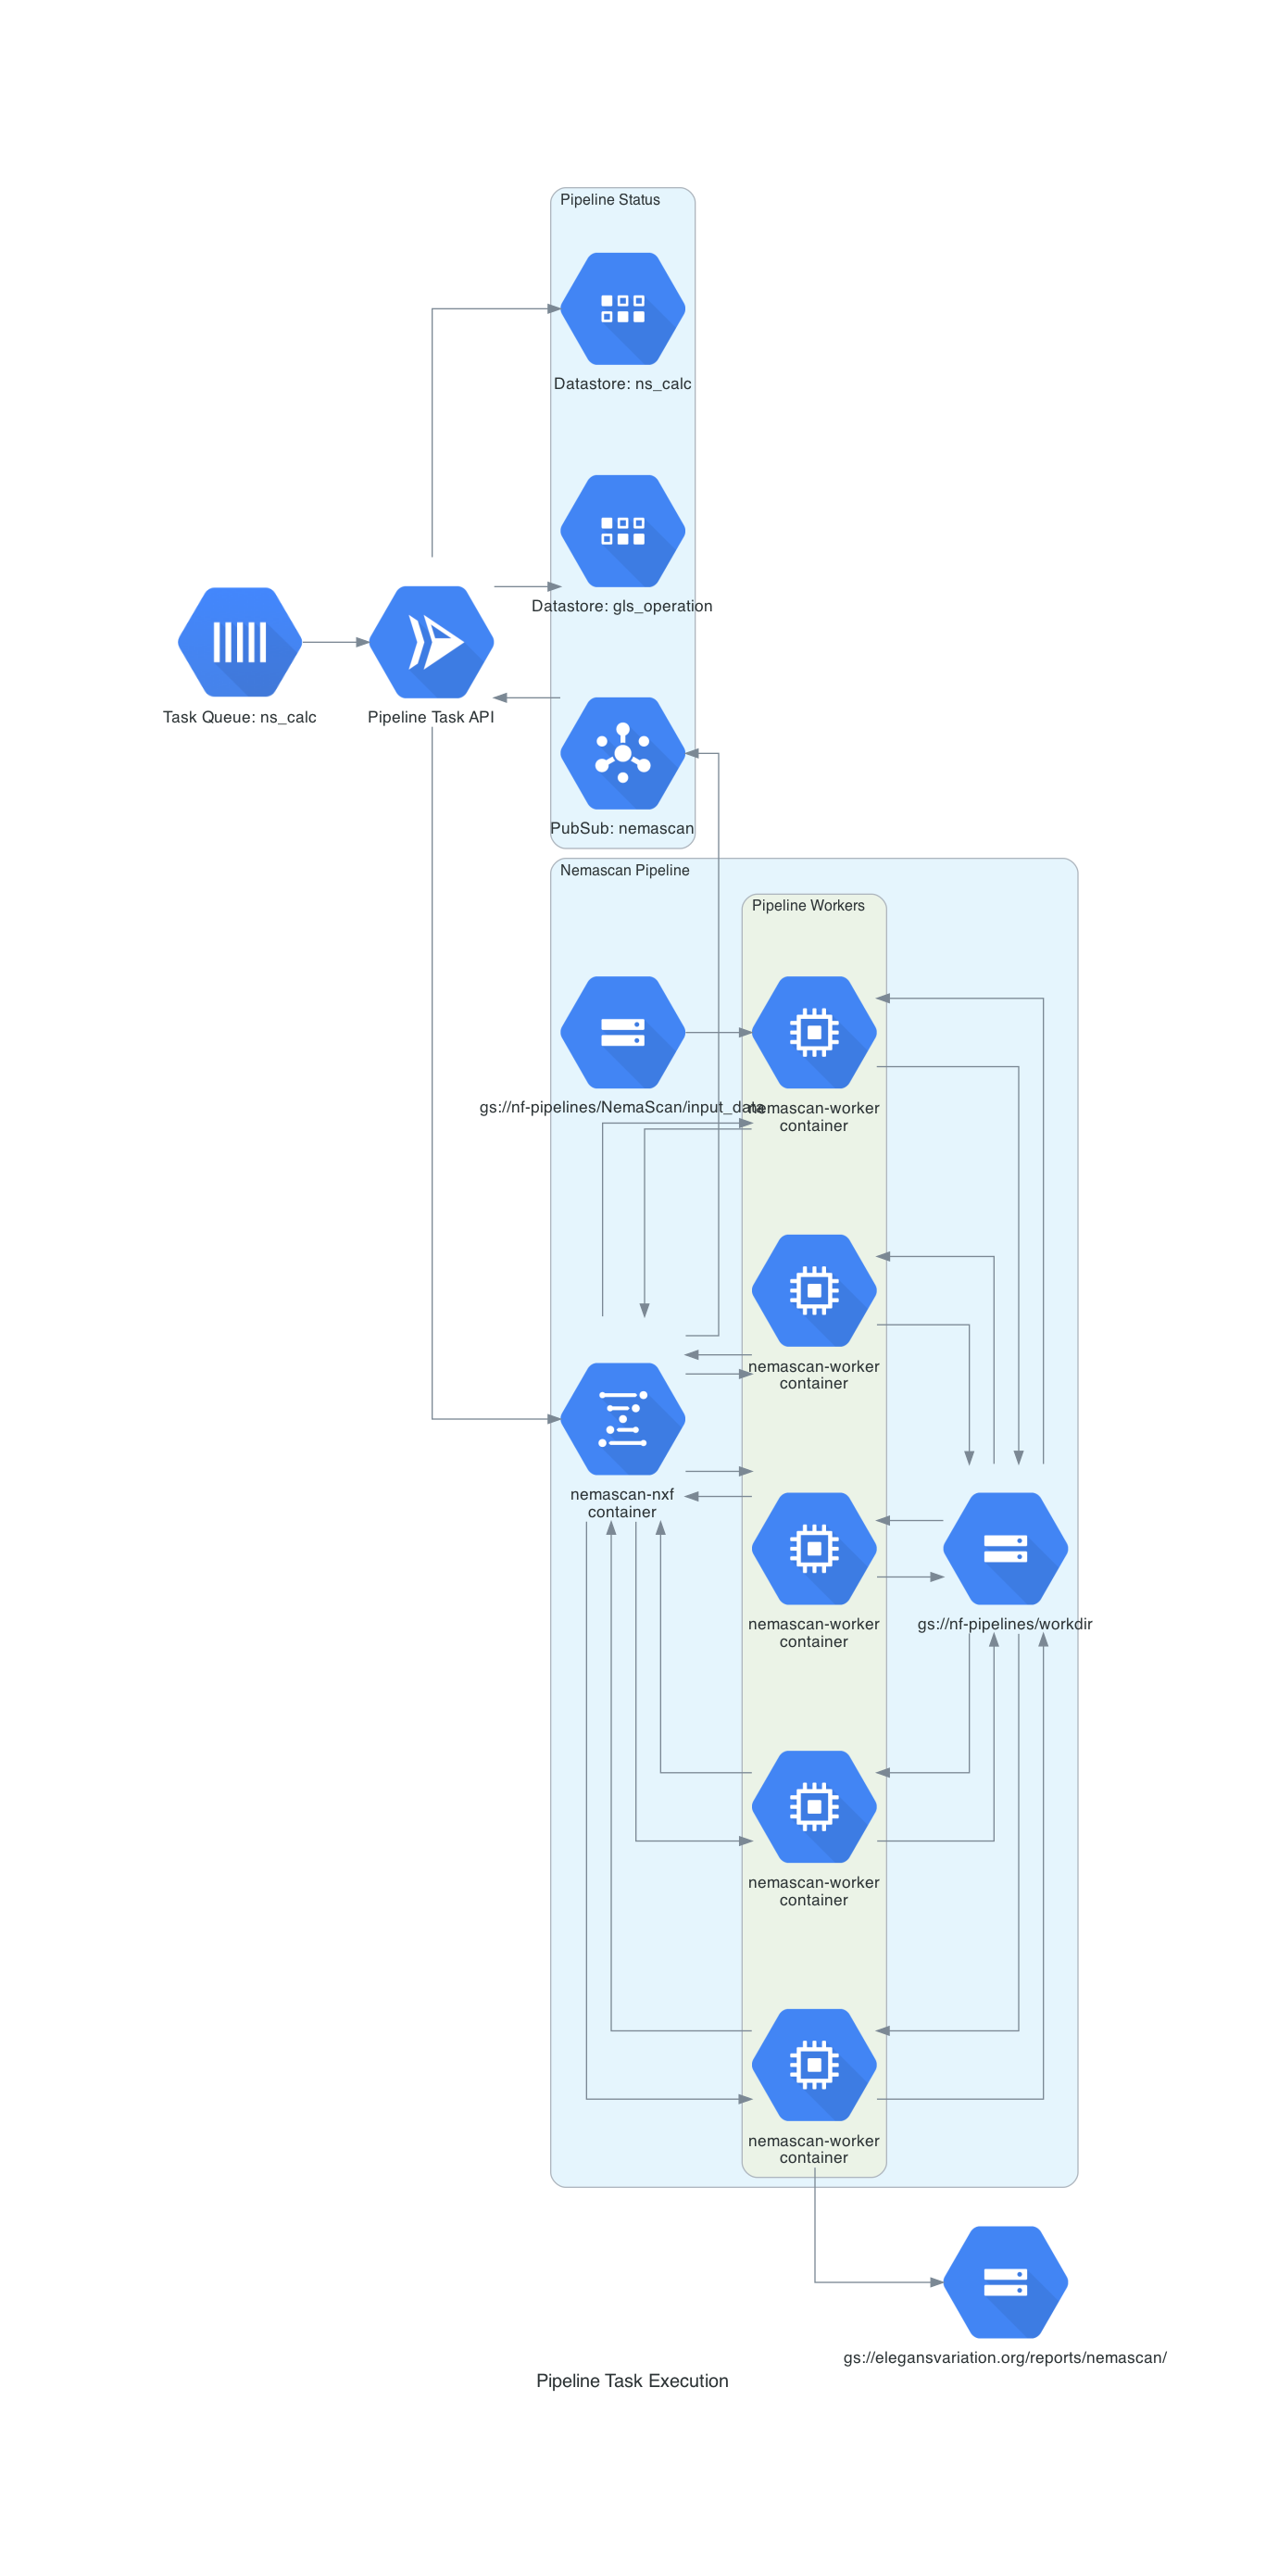 Pipeline Status
Datastore: ns_calc
Datastore: gls_operation
Task Queue: ns_calc
Pipeline Task API
PubSub: nemascan
Nemascan Pipeline
Pipeline Workers
gs://nf-pipelines/NemaScan/input_data
nemascan-worker
container
nemascan-worker
container
nemascan-nxf
container
nemascan-worker
container
gs://nf-pipelines/workdir
nemascan-worker
container
nemascan-worker
container
gs://elegansvariation.org/reports/nemascan/
Pipeline Task Execution